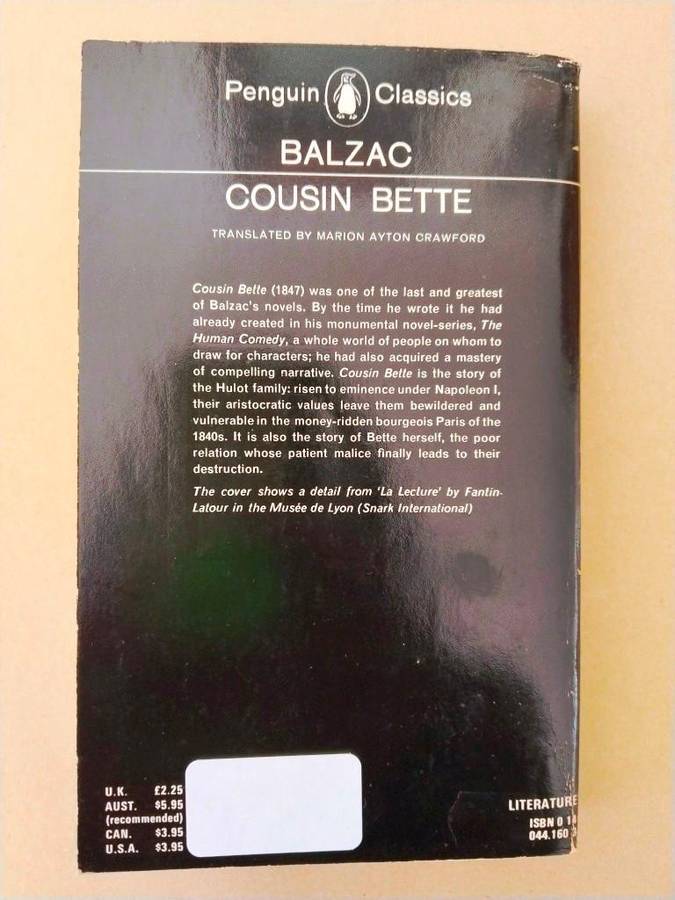 Penguin Classics
BALZAC
COUSIN BETTE
TRANSLATED BY MARION AYTON CRAWFORD
Cousin Bette (1847) was one of the last and greatest
of Balzac's novels. By the time he wrote it he had
already created in his monumental novel-series, The
Human Comedy, a whole world of people on whom to
draw for characters; he had also acquired a mastery
of compelling narrative. Cousin Bette is the story of
the Hulot family: risen to eminence under Napoleon I,
their aristocratic values leave them bewildered and
vulnerable in the money-ridden bourgeois Paris of the
1840s. It is also the story of Bette herself, the poor
relation whose patient malice finally leads to their
destruction.
The cover shows a detail from 'La Lecture' by Fantin-
Latour in the Musée de Lyon (Snark International)
U.K. £2.25
AUST. $5.95
(recommended)
CAN. $3.95
U.S.A. $3.95
LITERATURE
ISBN 0 14
044.160